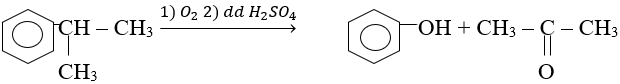 1) O₂ 2) dd H₂SO₄
CH – CH₃ OH + CH₃ – C – CH₃
CH₃ O